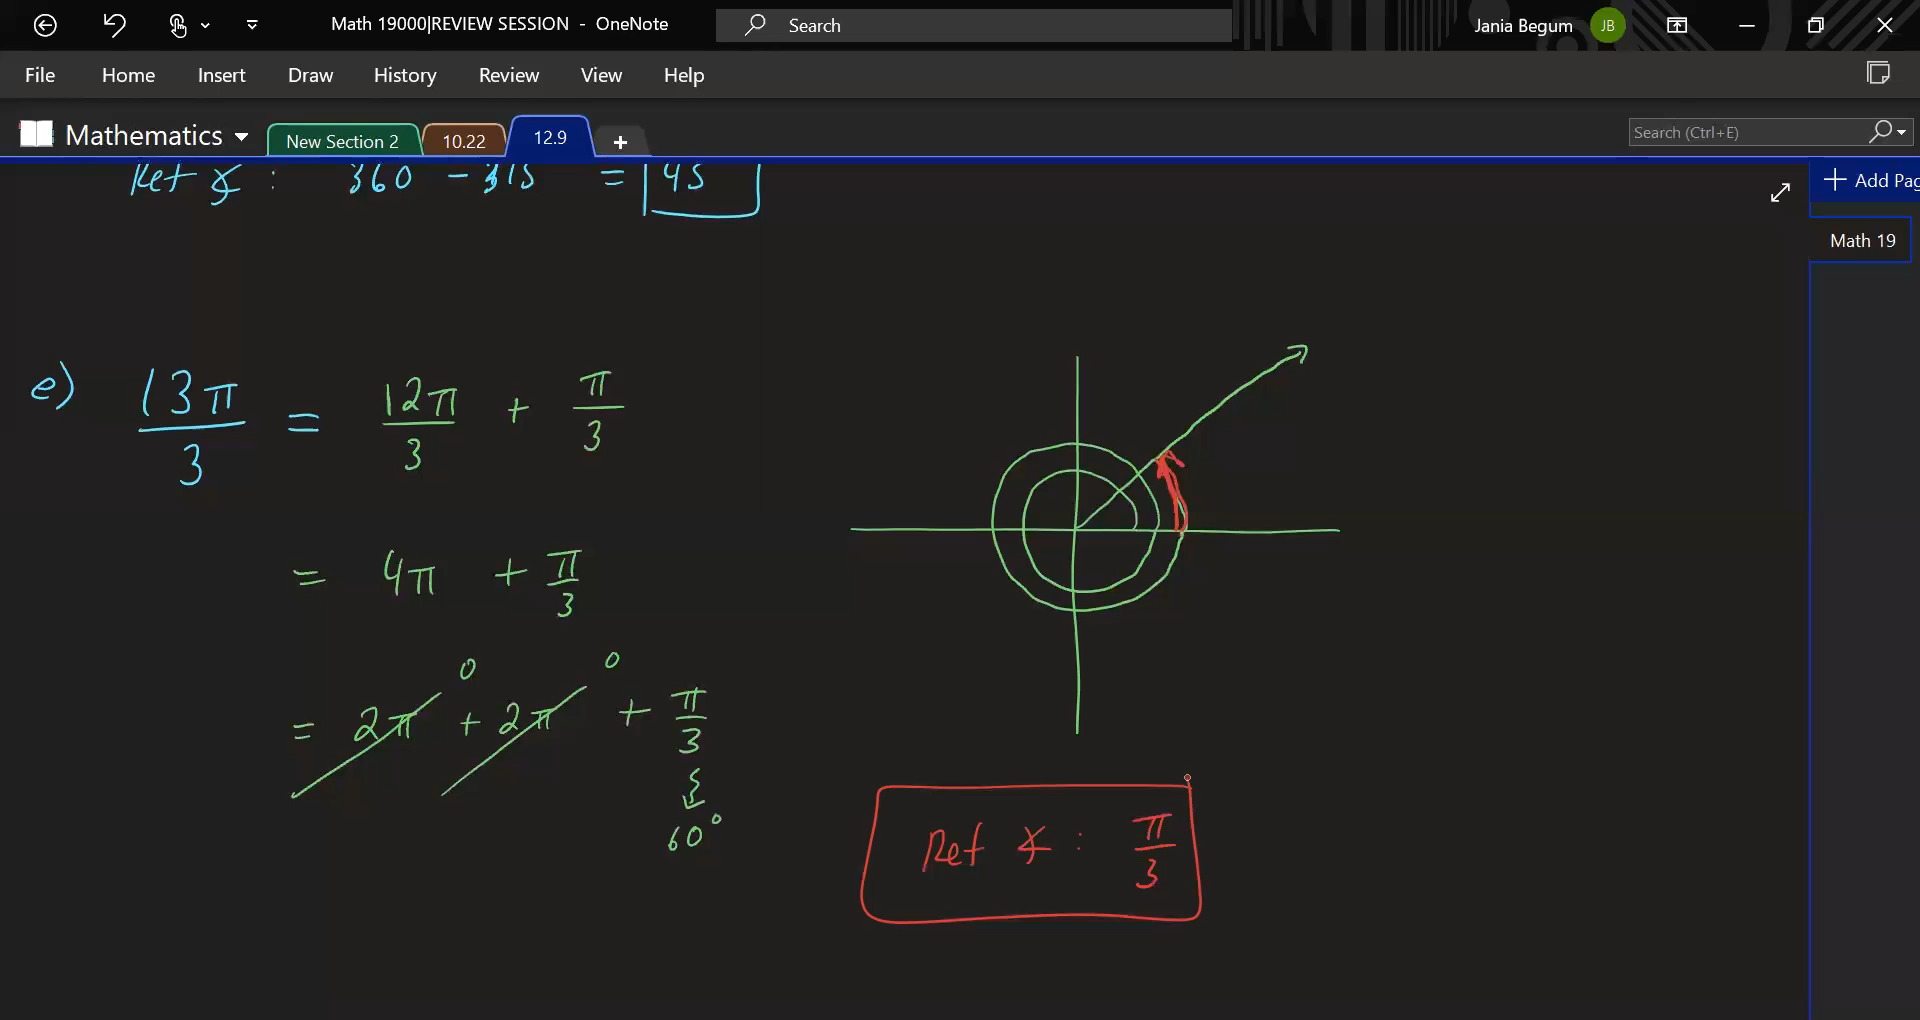 Math 19000|REVIEW SESSION - OneNote
Search
Jania Begum
JB
File Home Insert Draw History Review View Help
Mathematics
New Section 2
10.22
12.9
+
Search (Ctrl+E)
+ Add Pag
Math 19
Ref ∡ : 360 - 315 = 45
e) 13π/3 = 12π/3 + π/3
= 4π + π/3
0 0
= 2π + 2π + π/3
60°
Ref ∡ : π/3